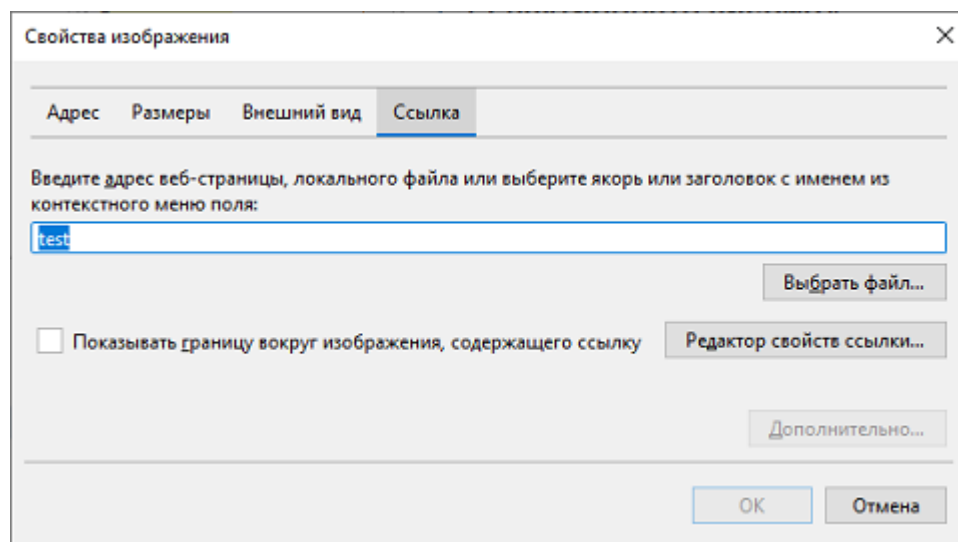 Свойства изображения
Адрес Размеры Внешний вид Ссылка
Введите адрес веб-страницы, локального файла или выберите якорь или заголовок с именем из
контекстного меню поля:
test
Выбрать файл...
Показывать границу вокруг изображения, содержащего ссылку Редактор свойств ссылки...
Дополнительно...
OK Отмена